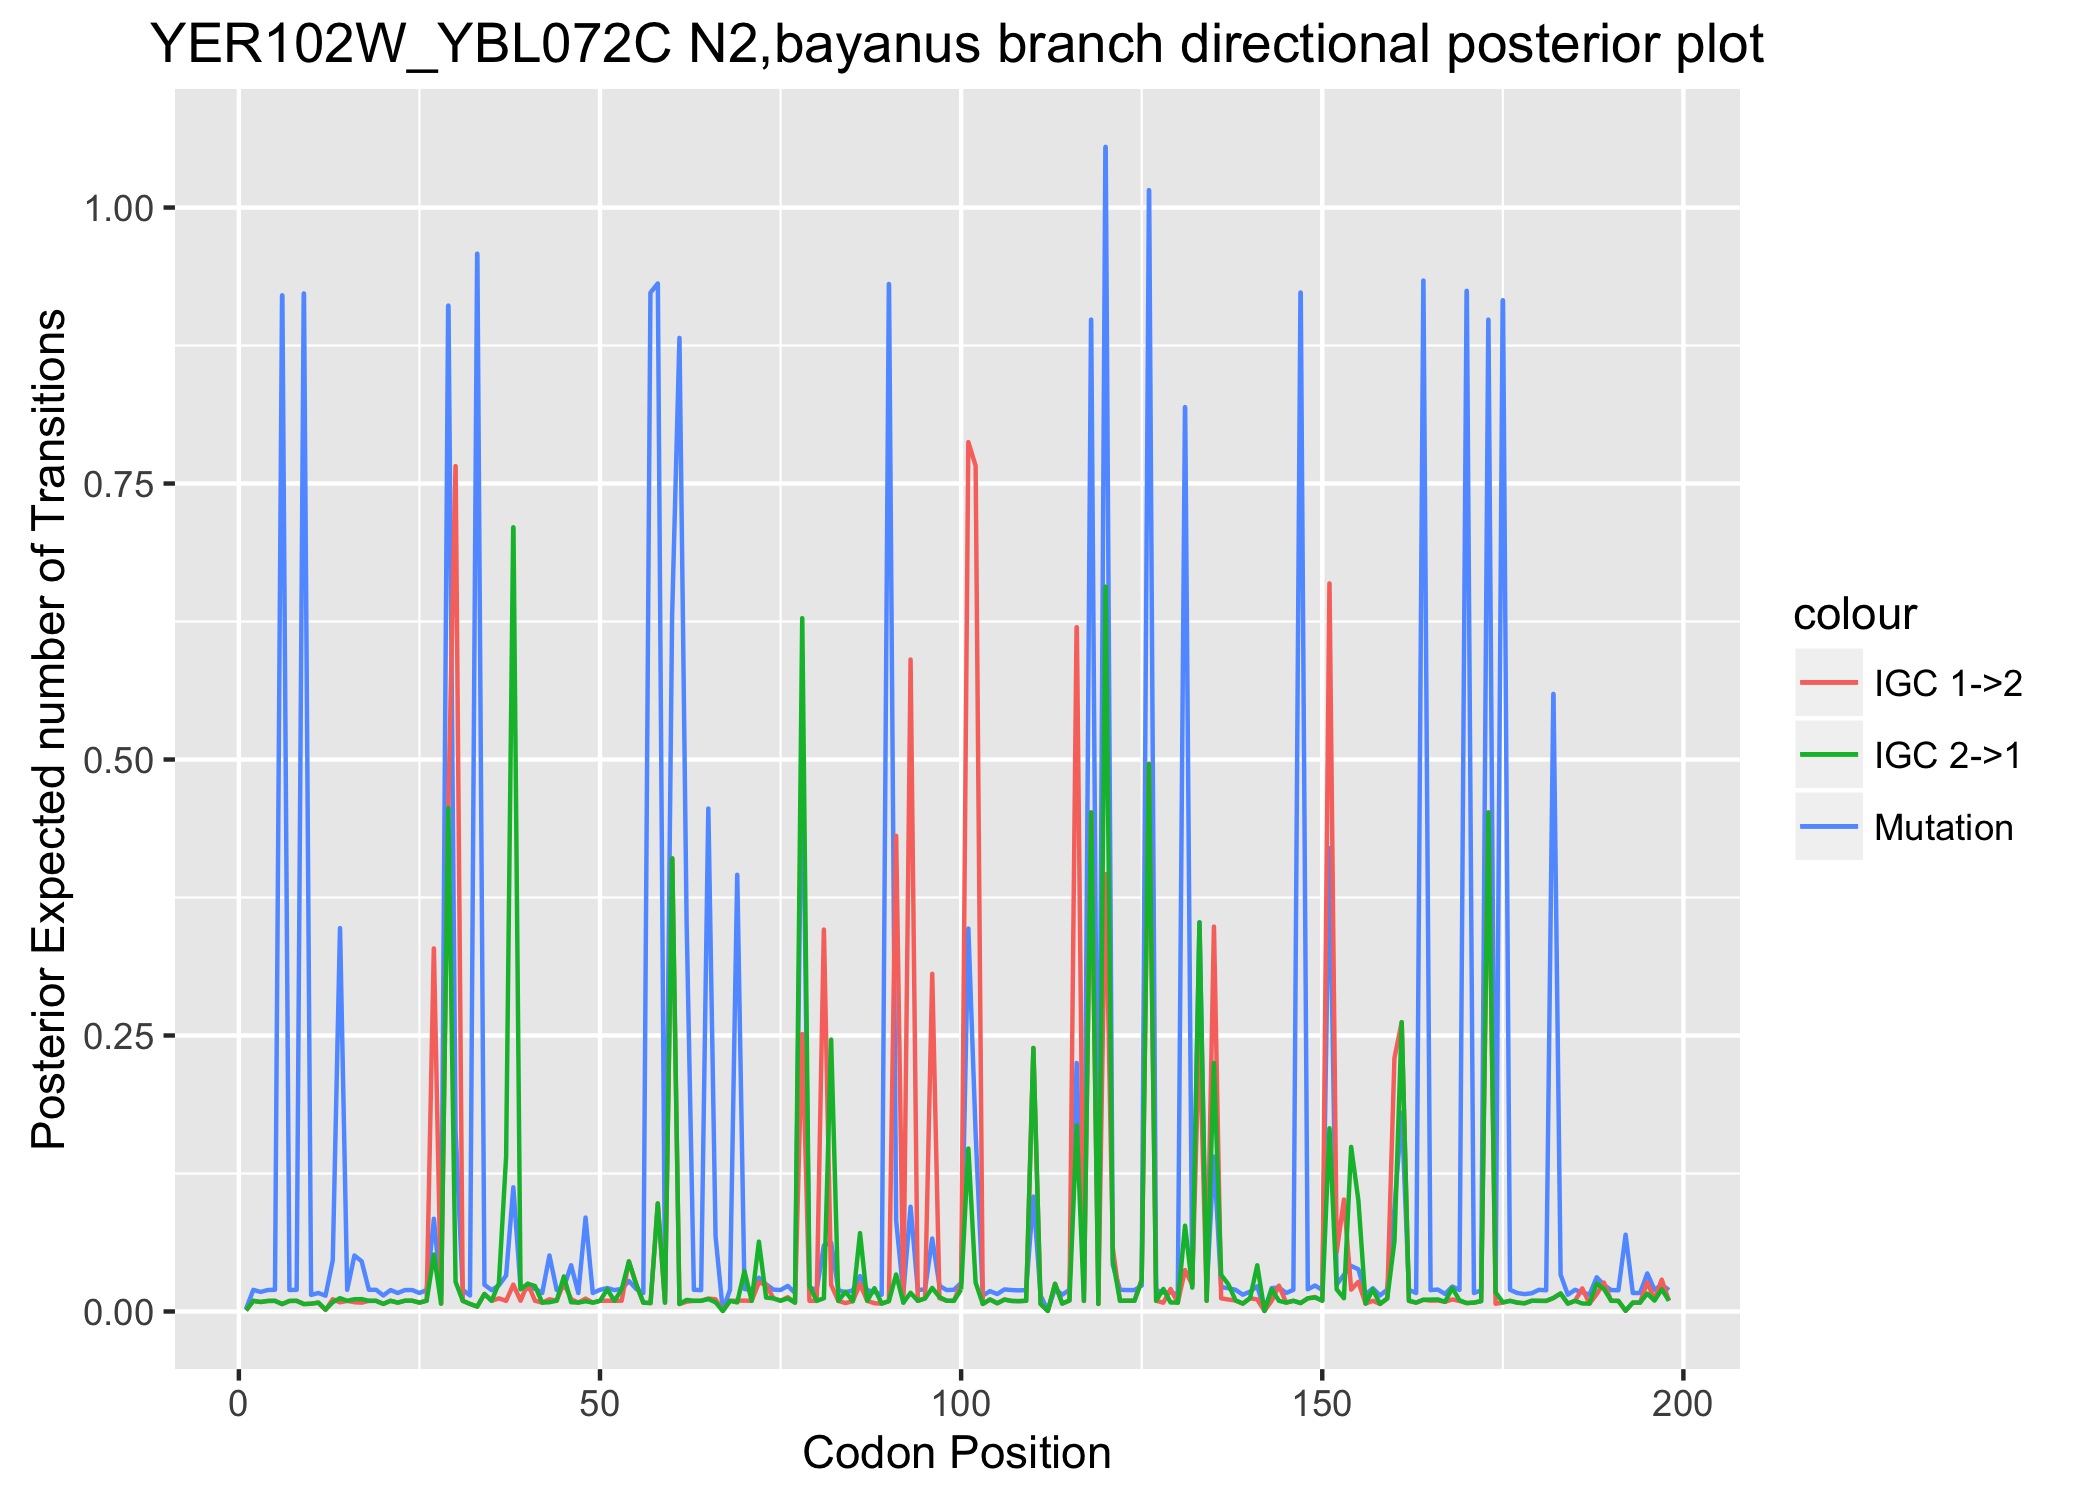 YER102W_YBL072C N2,bayanus branch directional posterior plot
Posterior Expected number of Transitions
1.00
0.75
0.50
0.25
0.00
0
50
100
150
200
Codon Position
colour
IGC 1->2
IGC 2->1
Mutation